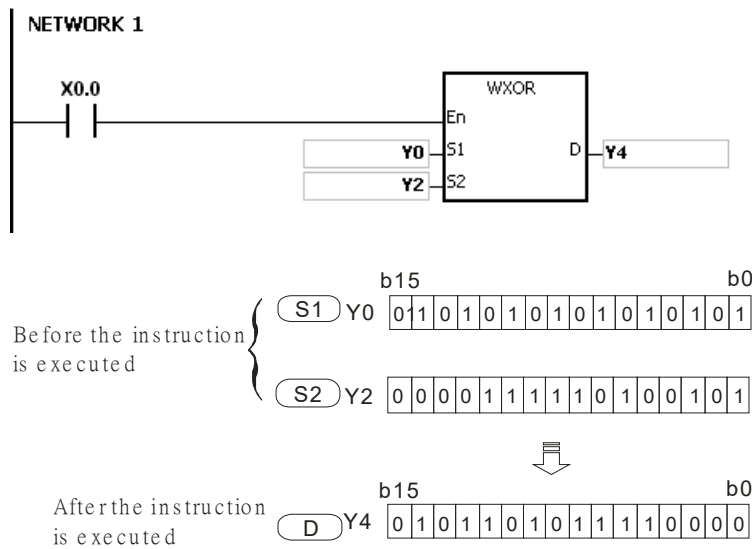 NETWORK 1
X0.0
WXOR
En
Y0 S1 D Y4
Y2 S2
b15 b0
S1 Y0 011 0 1 0 1 0 1 0 1 0 1 0 1 0 1
Before the instruction
is executed
S2 Y2 0 0 0 0 1 1 1 1 1 0 1 0 0 1 0 1
b15 b0
After the instruction
is executed
D Y4 0 1 0 1 1 0 1 0 1 1 1 1 0 0 0 0